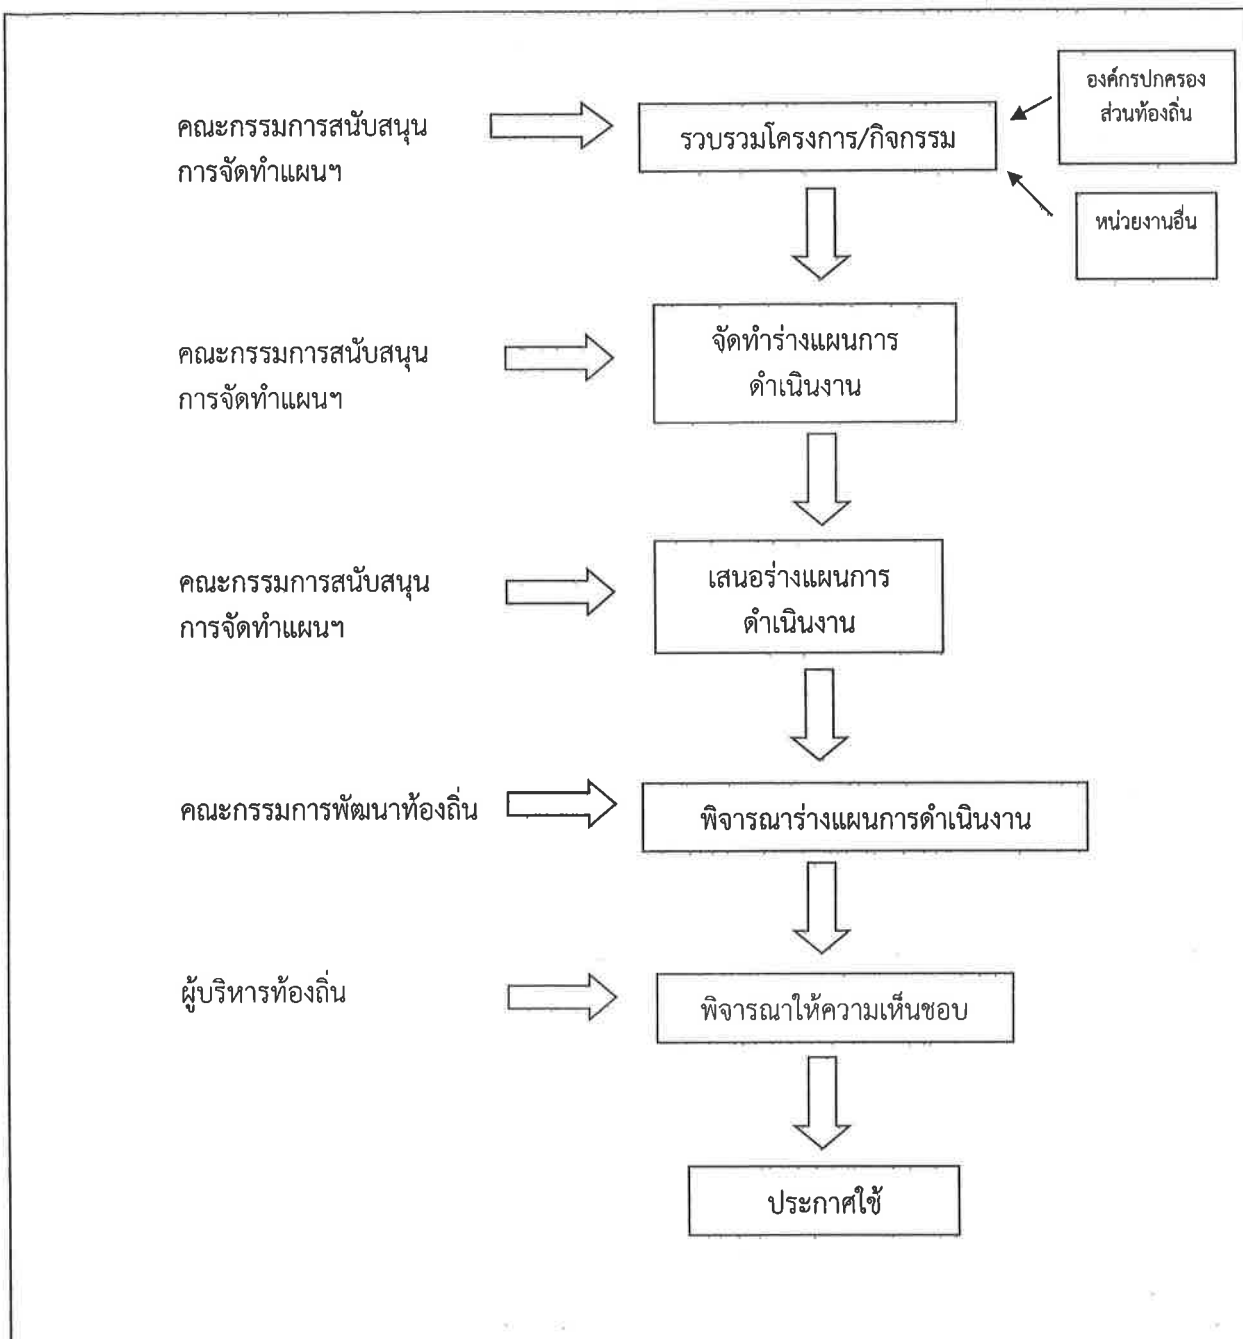 องค์กรปกครอง
ส่วนท้องถิ่น
คณะกรรมการสนับสนุน
การจัดทำแผนฯ
รวบรวมโครงการ/กิจกรรม
หน่วยงานอื่น
คณะกรรมการสนับสนุน
การจัดทำแผนฯ
จัดทำร่างแผนการ
ดำเนินงาน
คณะกรรมการสนับสนุน
การจัดทำแผนฯ
เสนอร่างแผนการ
ดำเนินงาน
คณะกรรมการพัฒนาท้องถิ่น
พิจารณาร่างแผนการดำเนินงาน
ผู้บริหารท้องถิ่น
พิจารณาให้ความเห็นชอบ
ประกาศใช้